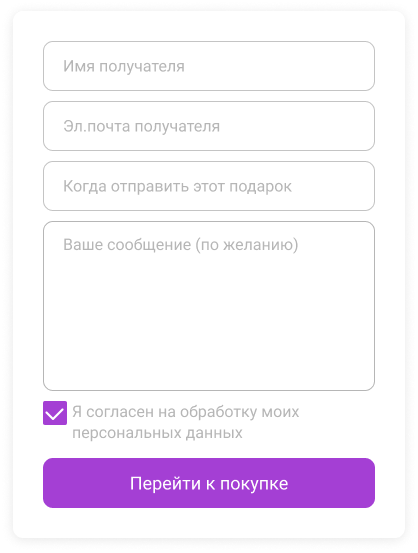 Имя получателя
Эл.почта получателя
Когда отправить этот подарок
Ваше сообщение (по желанию)
Я согласен на обработку моих
персональных данных
Перейти к покупке